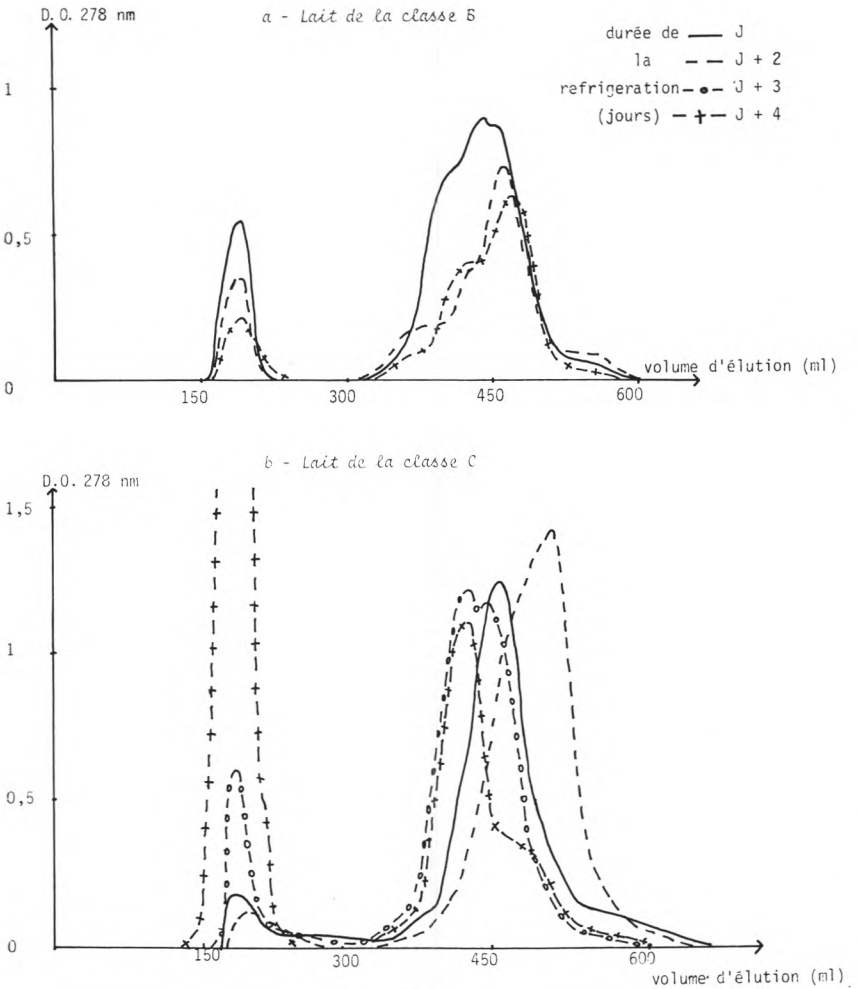 D.O. 278 nm
a - Lait de la classe B
durée de — J
la - - - J + 2
refrigeration -o- J + 3
(jours) -+- J + 4
1
0,5
0
150 300 450 600
volume d'élution (ml)
b - Lait de la classe C
D.O. 278 nm
1,5
1
0,5
0
150 300 450 600
volume d'élution (ml)